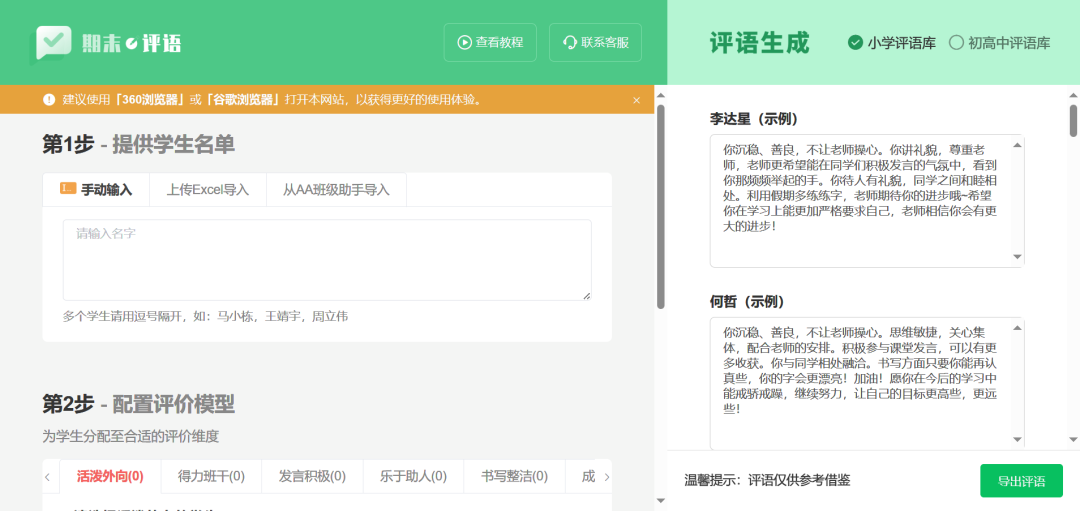 期末评语
查看教程
联系客服
评语生成
小学评语库
初高中评语库
建议使用「360浏览器」或「谷歌浏览器」打开本网站，以获得更好的使用体验。
第1步 - 提供学生名单
手动输入
上传Excel导入
从AA班级助手导入
请输入名字
多个学生请用逗号隔开，如：马小栋，王靖宇，周立伟
第2步 - 配置评价模型
为学生分配至合适的评价维度
活泼外向(0)
得力班干(0)
发言积极(0)
乐于助人(0)
书写整洁(0)
成
李达星（示例）
你沉稳、善良，不让老师操心。你讲礼貌，尊重老
师，老师更希望能在同学们积极发言的气氛中，看到
你那频频举起的手。你待人有礼貌，同学之间和睦相
处。利用假期多练练字，老师期待你的进步哦~希望
你在学习上能更加严格要求自己，老师相信你会有更
大的进步！
何哲（示例）
你沉稳、善良，不让老师操心。思维敏捷，关心集
体，配合老师的安排。积极参与课堂发言，可以有更
多收获。你与同学相处融洽。书写方面只要你能再认
真些，你的字会更漂亮！加油！愿你在今后的学习中
能戒骄戒躁，继续努力，让自己的目标更高些，更远
些！
温馨提示：评语仅供参考借鉴
导出评语